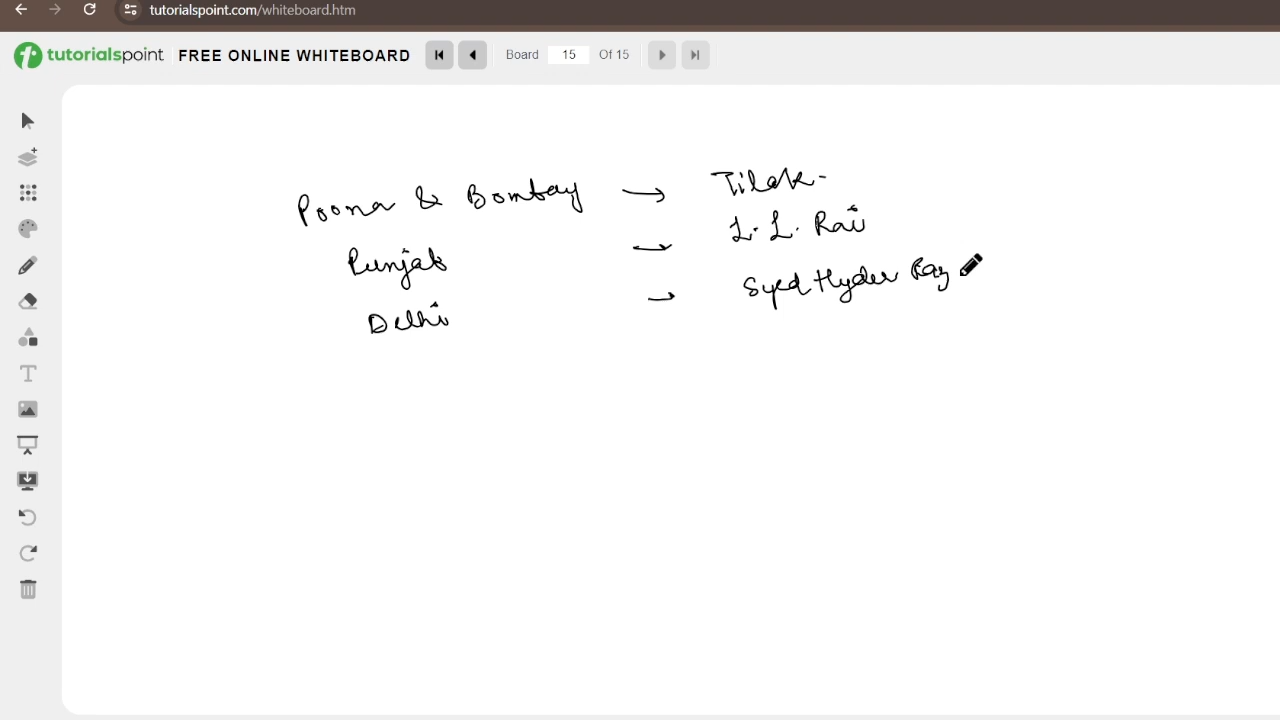 tutorialspoint.com/whiteboard.htm
tutorialspoint FREE ONLINE WHITEBOARD Board 15 Of 15
Poona & Bombay → Tilak-
Punjab → L. L. Rai
Delhi → Syed Hyder Raz